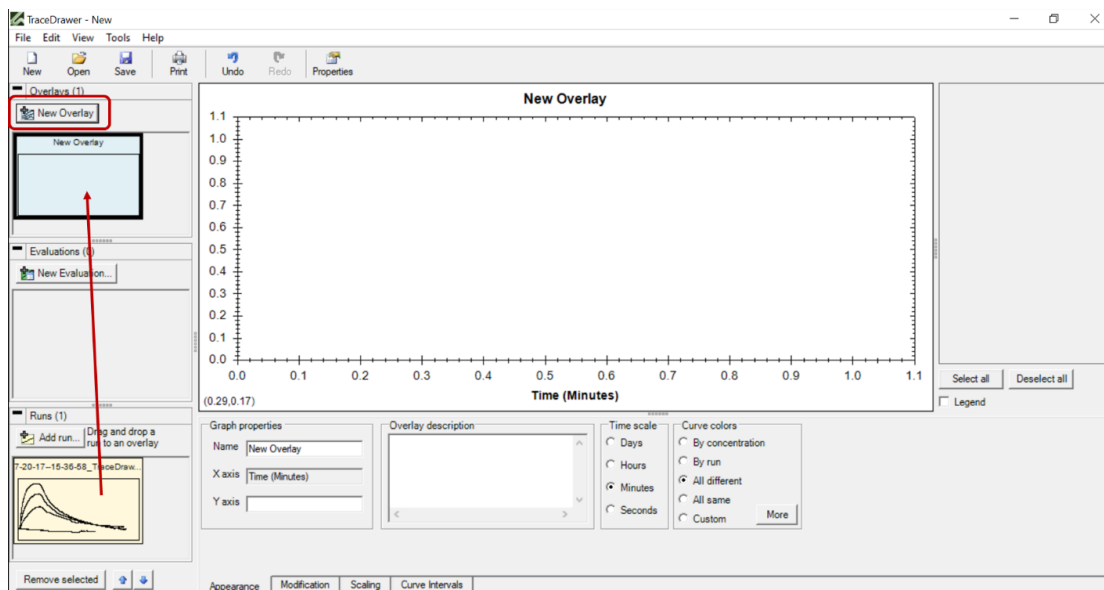 TraceDrawer - New
File Edit View Tools Help
New Open Save Print Undo Redo Properties
Overlays (1)
New Overlay
New Overlay
Evaluations (0)
New Evaluation...
Runs (1)
Add run... Drag and drop a
run to an overlay
7-20-17--15-36-58_TraceDraw...
Remove selected
New Overlay
1.1
1.0
0.9
0.8
0.7
0.6
0.5
0.4
0.3
0.2
0.1
0.0
0.0 0.1 0.2 0.3 0.4 0.5 0.6 0.7 0.8 0.9 1.0 1.1
(0.29,0.17)
Time (Minutes)
Select all Deselect all
Legend
Graph properties
Name New Overlay
X axis Time (Minutes)
Y axis
Overlay description
Time scale
Days
Hours
Minutes
Seconds
Curve colors
By concentration
By run
All different
All same
Custom
More
Appearance Modification Scaling Curve Intervals